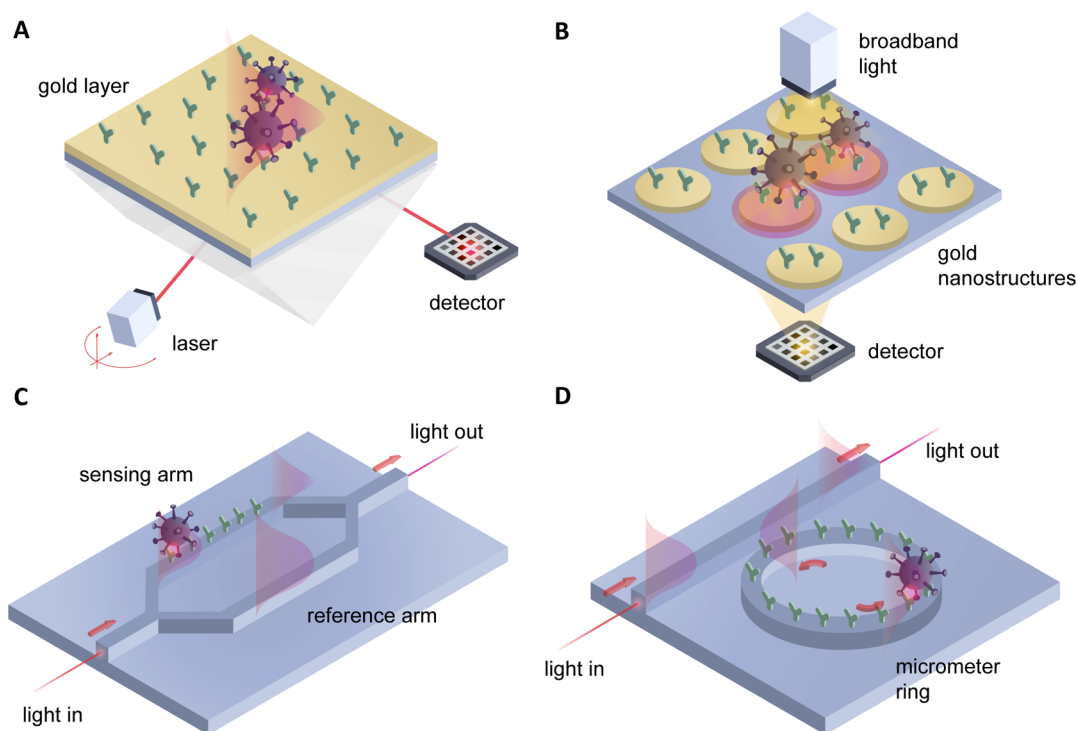 A
gold layer
laser
detector
B
broadband
light
gold
nanostructures
detector
C
light out
sensing arm
reference arm
light in
D
light out
light in
micrometer
ring